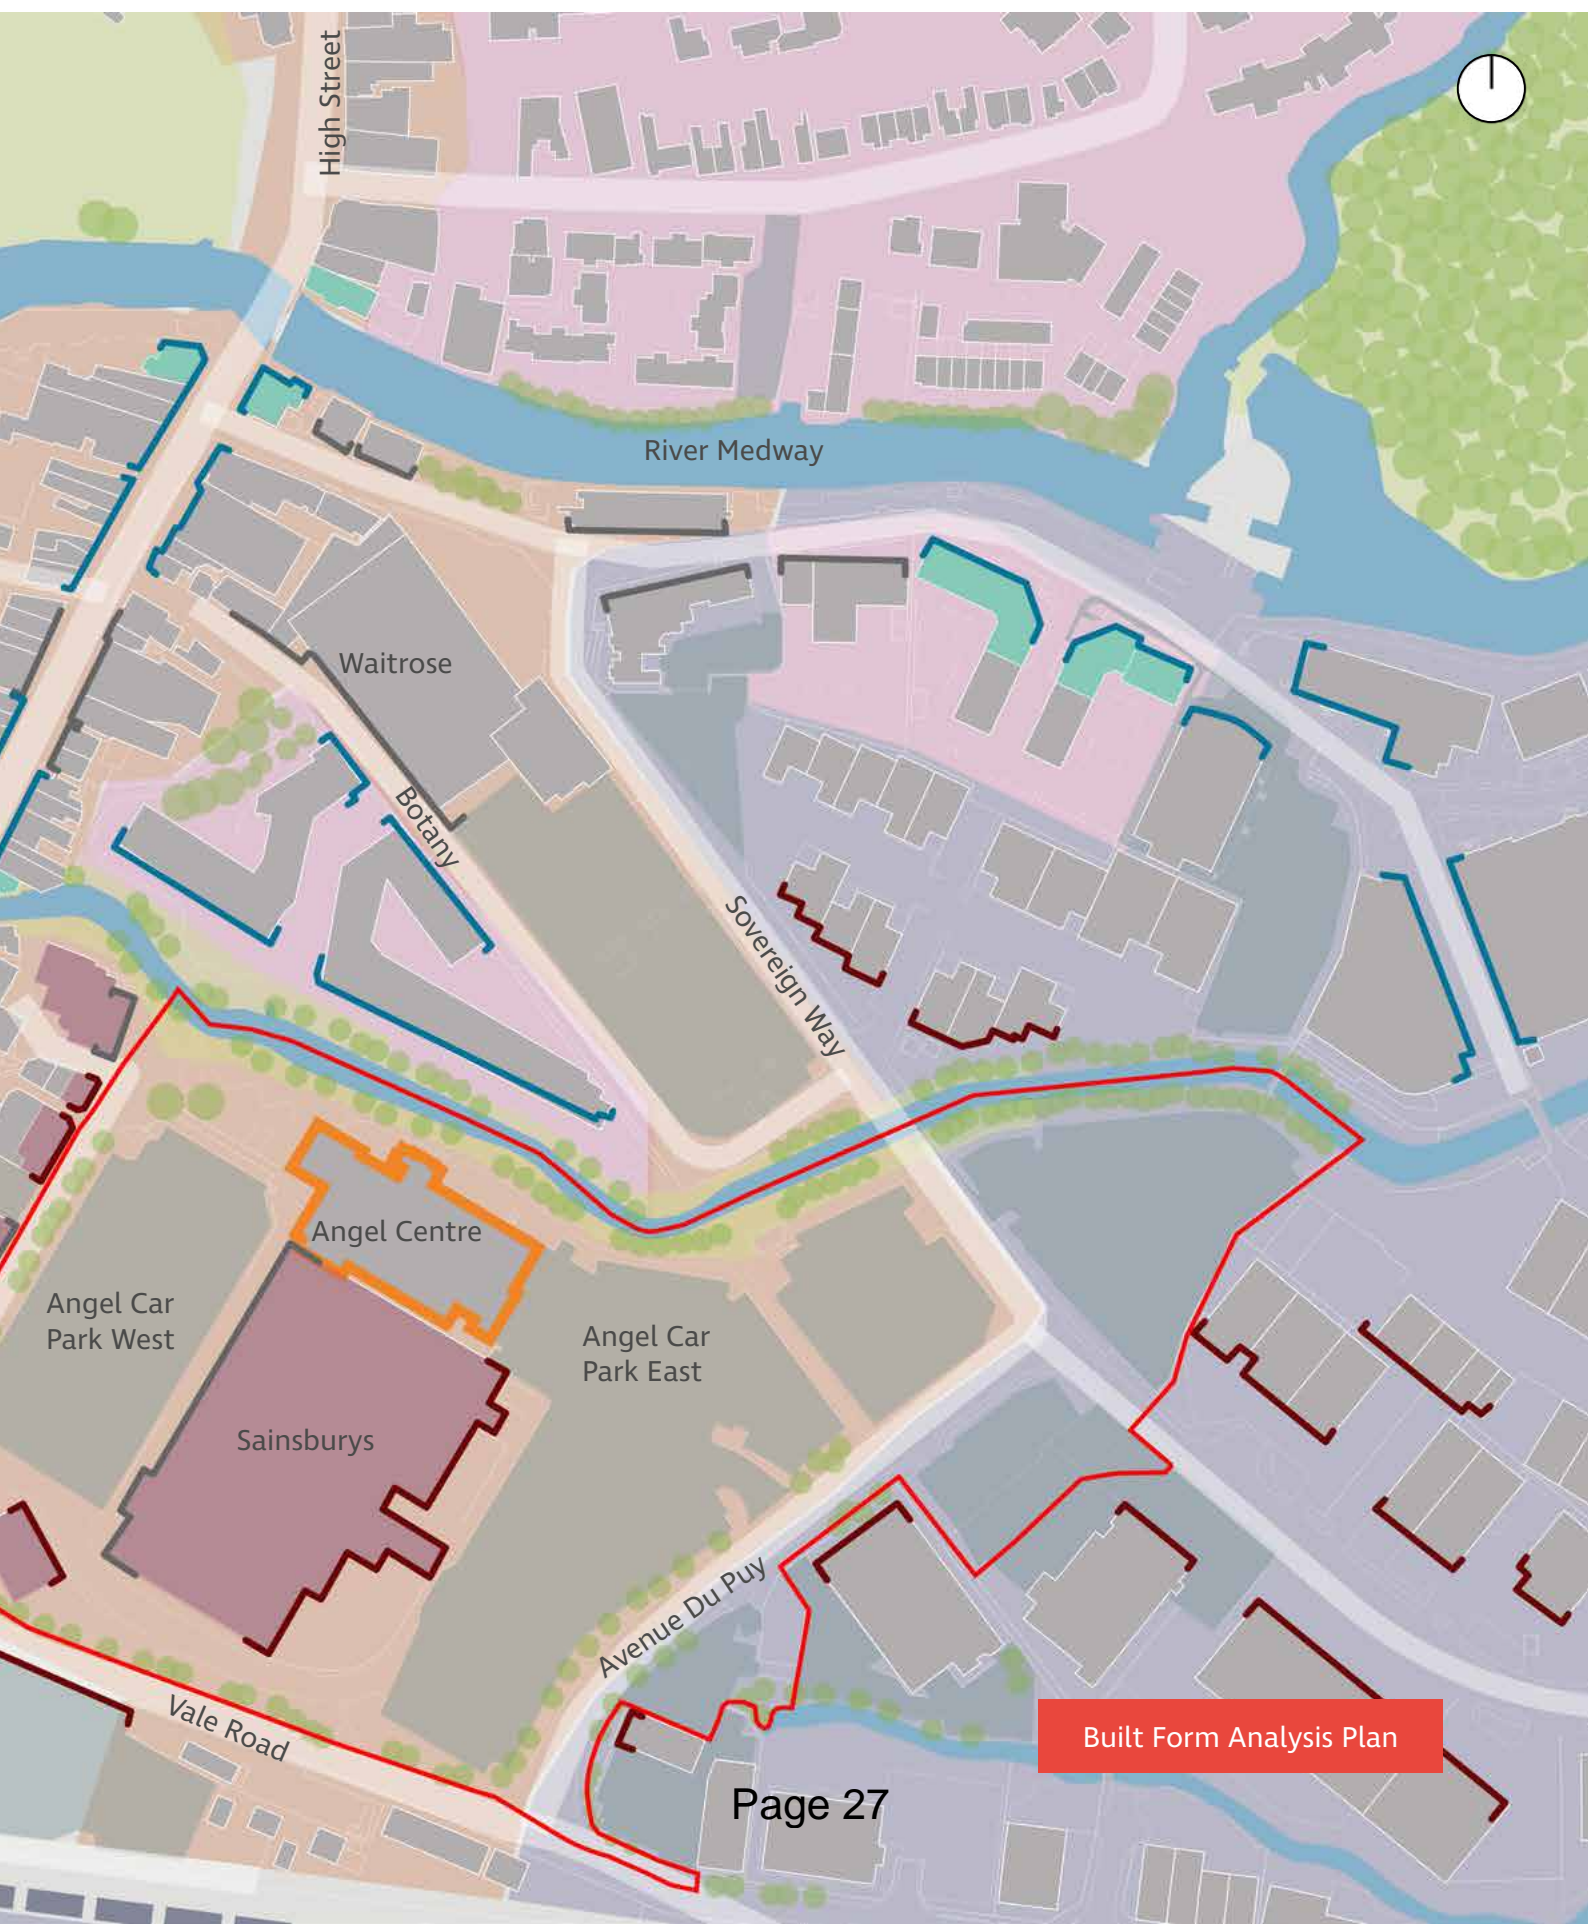 High Street
River Medway
Waitrose
Botany
Sovereign Way
Angel Centre
Angel Car
Park West
Angel Car
Park East
Sainsburys
Avenue Du Puy
Vale Road
Built Form Analysis Plan
Page 27